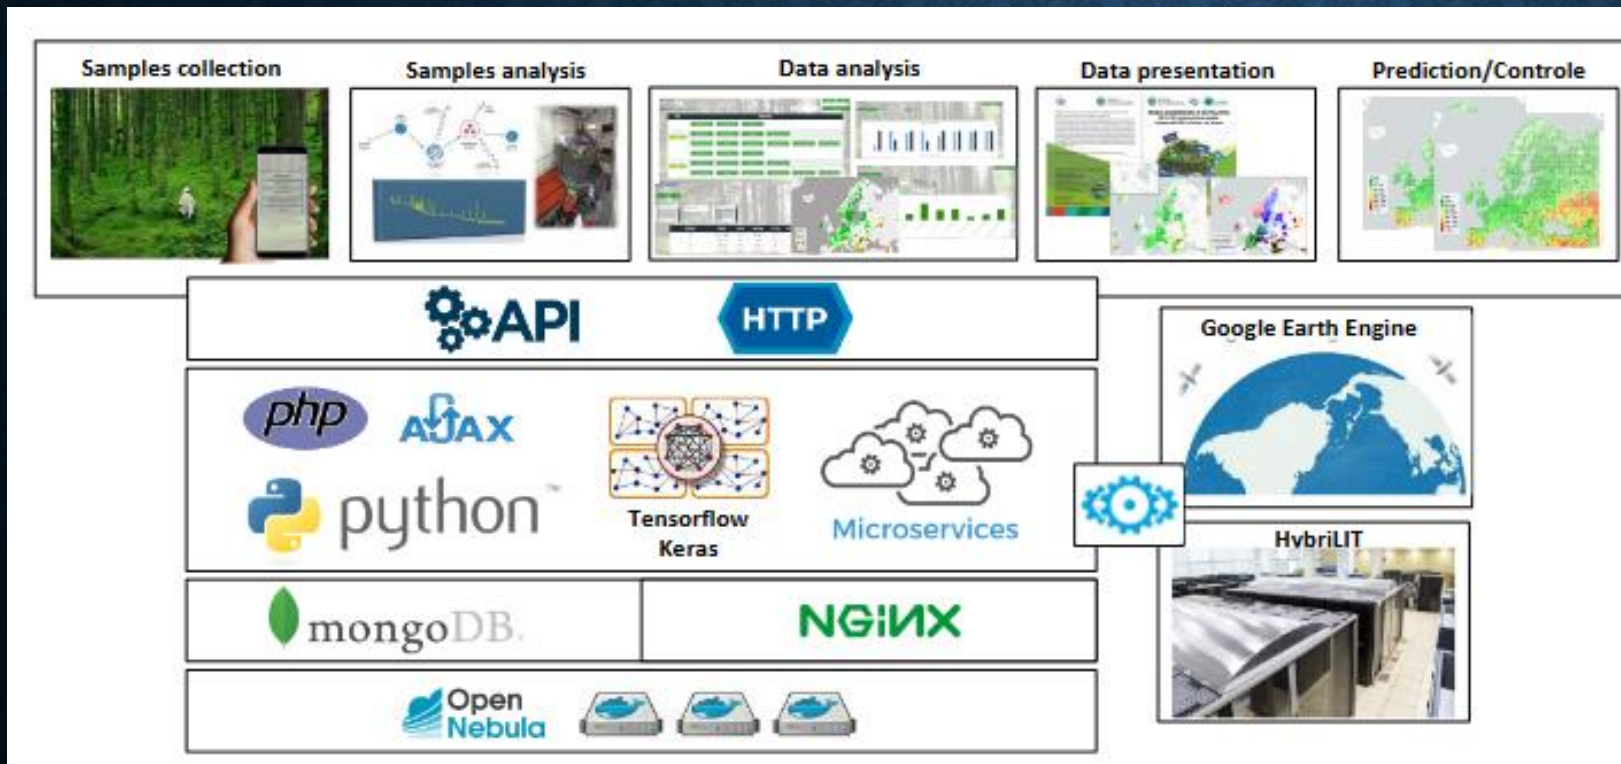 Samples collection
Samples analysis
Data analysis
Data presentation
Prediction/Controle
API
HTTP
Google Earth Engine
php
AJAX
python™
Tensorflow
Keras
Microservices
HybriLIT
mongoDB.
NGINX
Open
Nebula